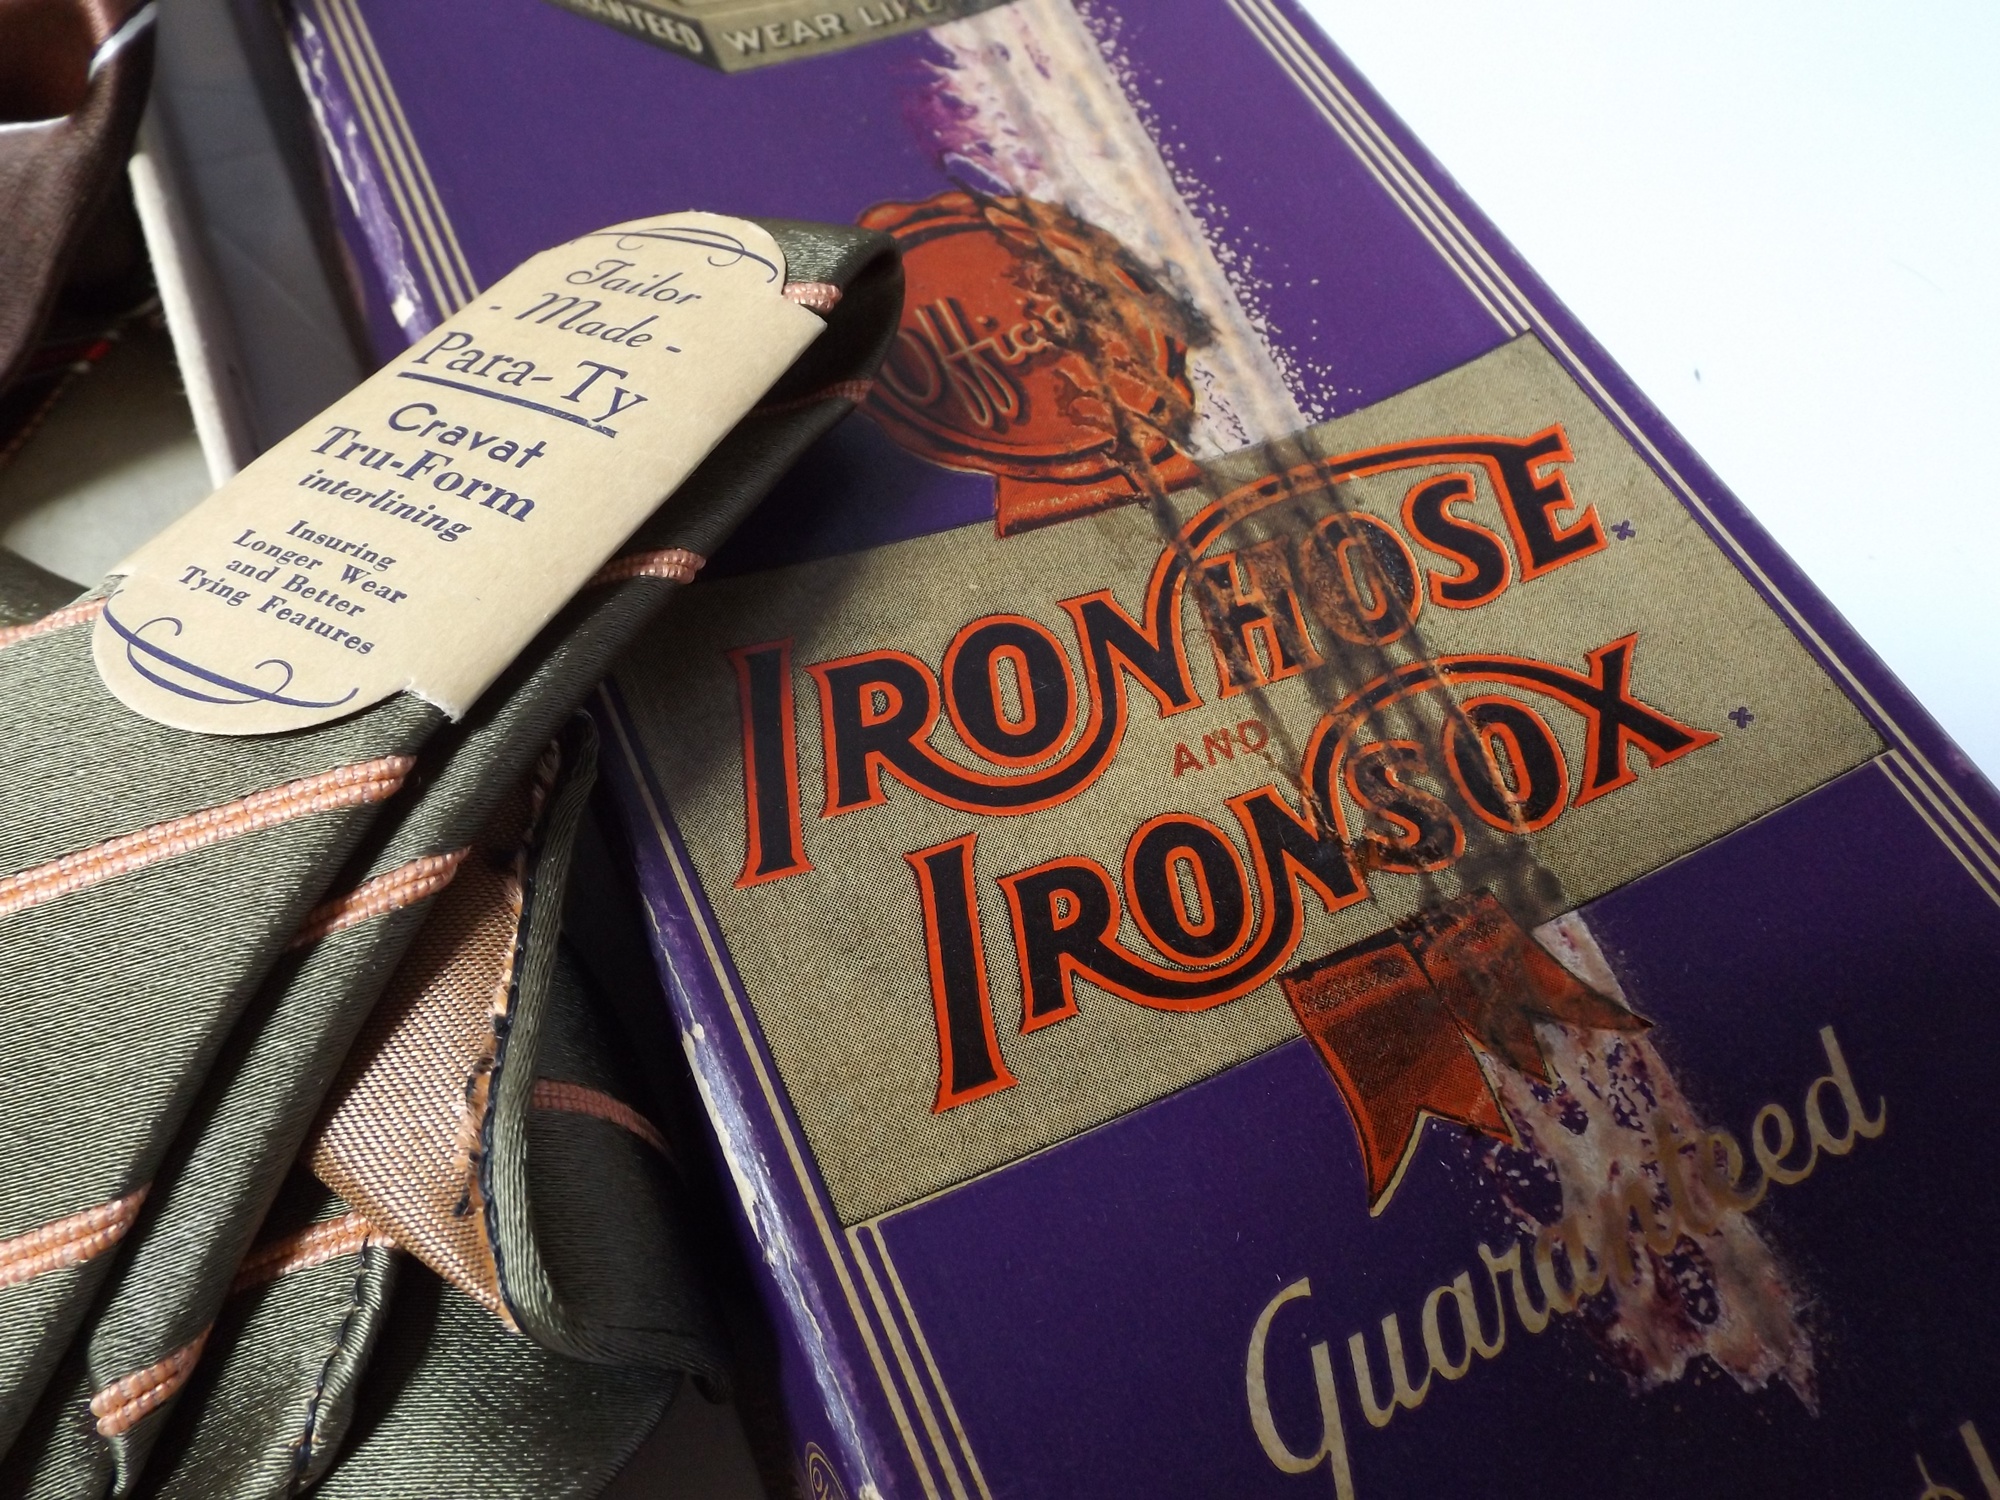 WEAR LIKE
Tailor
- Made -
Para-Ty
Cravat
Tru-Form
interlining
Insuring
Longer Wear
and Better
Tying Features
Official
IRONHOSE
AND
IRONSOX
Guaranteed